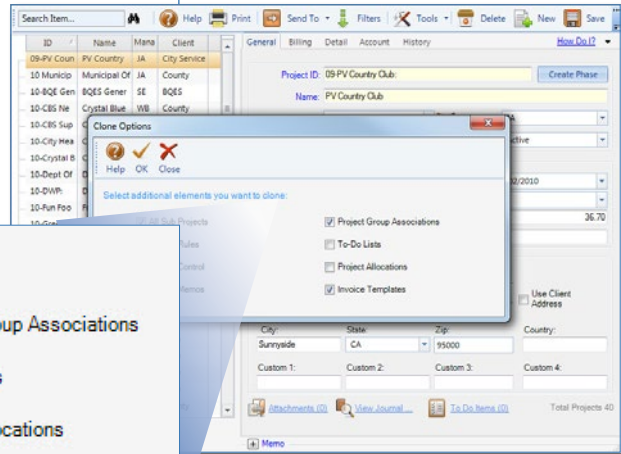 Search Item... Help Print Send To Filters Tools Delete New Save
ID Name Mana Client
General Billing Detail Account History How Do I?
09-PV Coun PV Country JA City Service
Project ID: 09-PV Country Club: Create Phase
10 Municip Municipal Of JA County
10-BQE Gen BQES Gener SE BQES
Name: PV Country Club
10-CBS Ne Crystal Blue WB County
10-CBS Sup
10-City Hea
10-Crystal B
10-Dept Of
10-DWP:
10-Fun Foo
Clone Options
Help OK Close
Select additional elements you want to clone:
All Sub Projects Project Group Associations
Rules To-Do Lists
Control Project Allocations
Memos Invoice Templates
ctive
02/2010
36.70
Use Client
Address
City: State: Zip: Country:
Sunnyside CA 95000
Custom 1: Custom 2: Custom 3: Custom 4:
Attachments (0) View Journal ... To Do Items (0) Total Projects 40
Memo
oup Associations
s
ocations